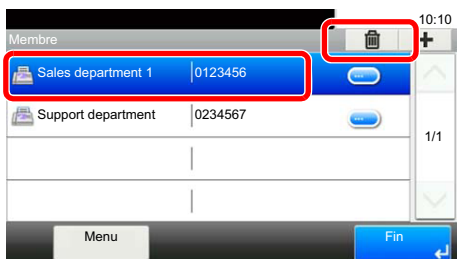 10:10
Membre
Sales department 1 0123456
Support department 0234567
1/1
Menu Fin